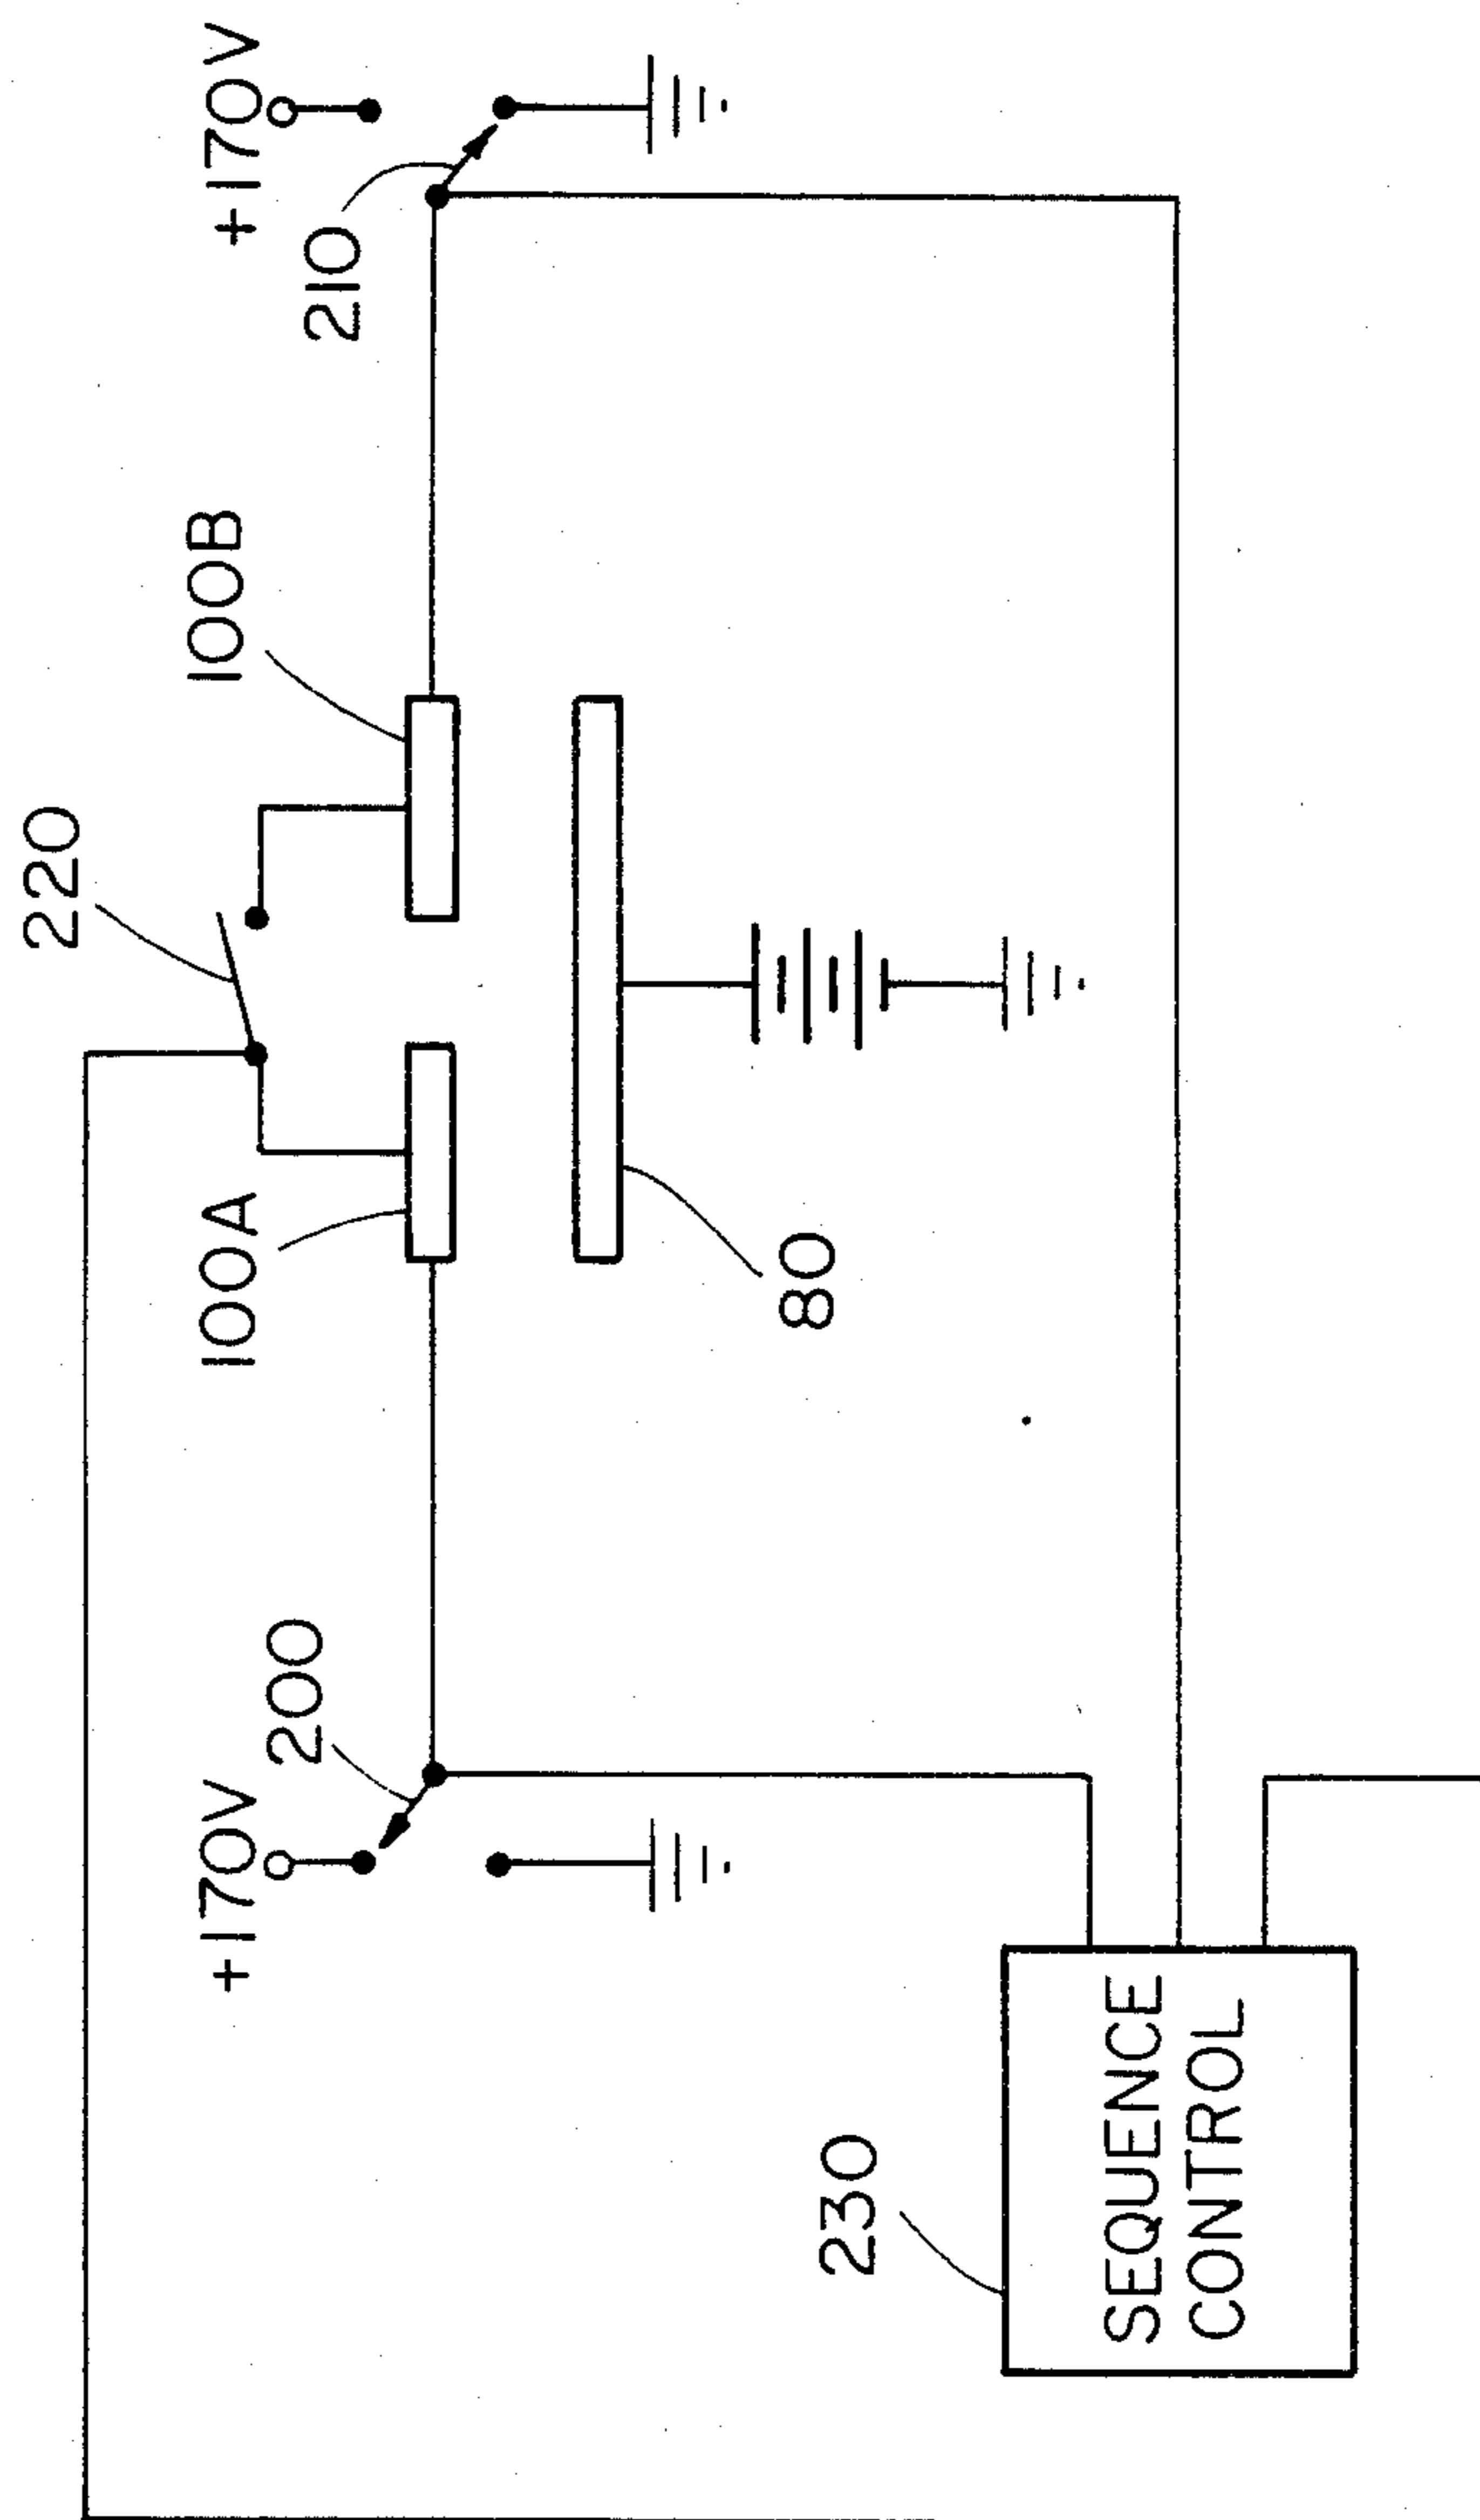 220
+170V
200
100A
100B
210
+170V
80
230
SEQUENCE
CONTROL